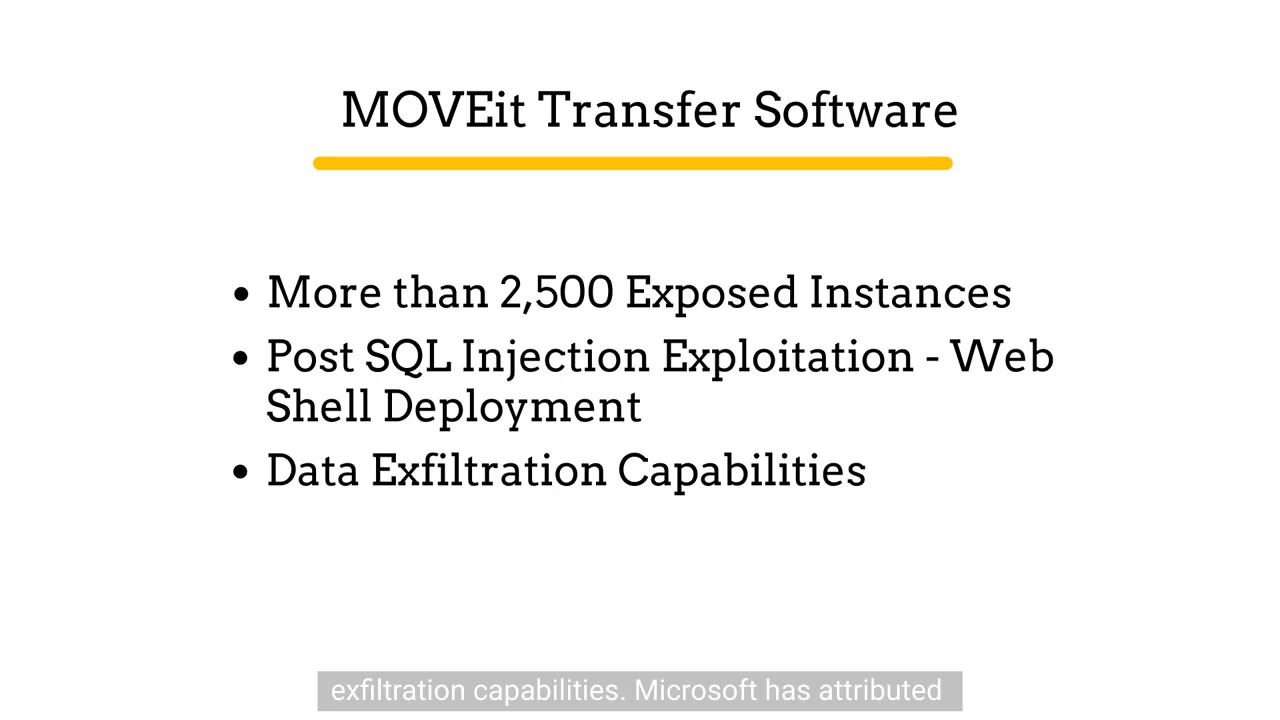 MOVEit Transfer Software
• More than 2,500 Exposed Instances
• Post SQL Injection Exploitation - Web
Shell Deployment
• Data Exfiltration Capabilities
exfiltration capabilities. Microsoft has attributed